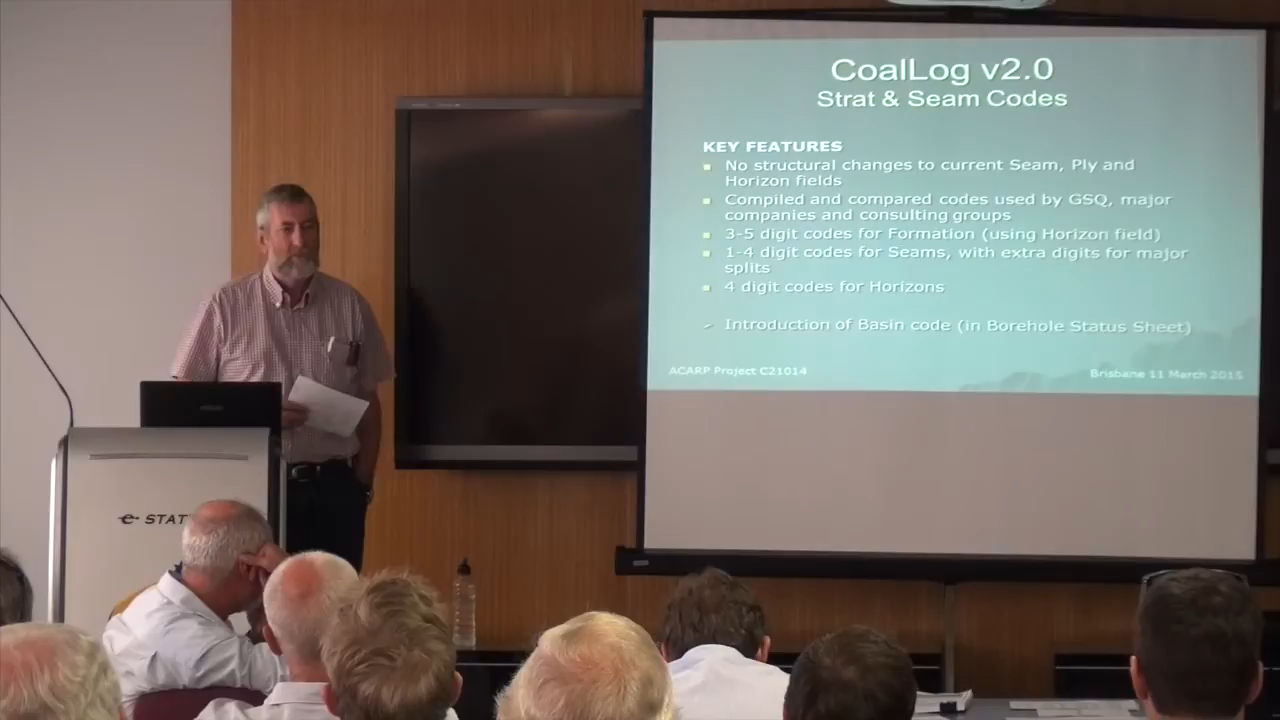 CoalLog v2.0
Strat & Seam Codes
KEY FEATURES
No structural changes to current Seam, Ply and
Horizon fields
Compiled and compared codes used by GSQ, major
companies and consulting groups
3-5 digit codes for Formation (using Horizon field)
1-4 digit codes for Seams, with extra digits for major
splits
4 digit codes for Horizons
Introduction of Basin code (in Borehole Status Sheet)
ACARP Project C21014
Brisbane 11 March 2015
e- STAT